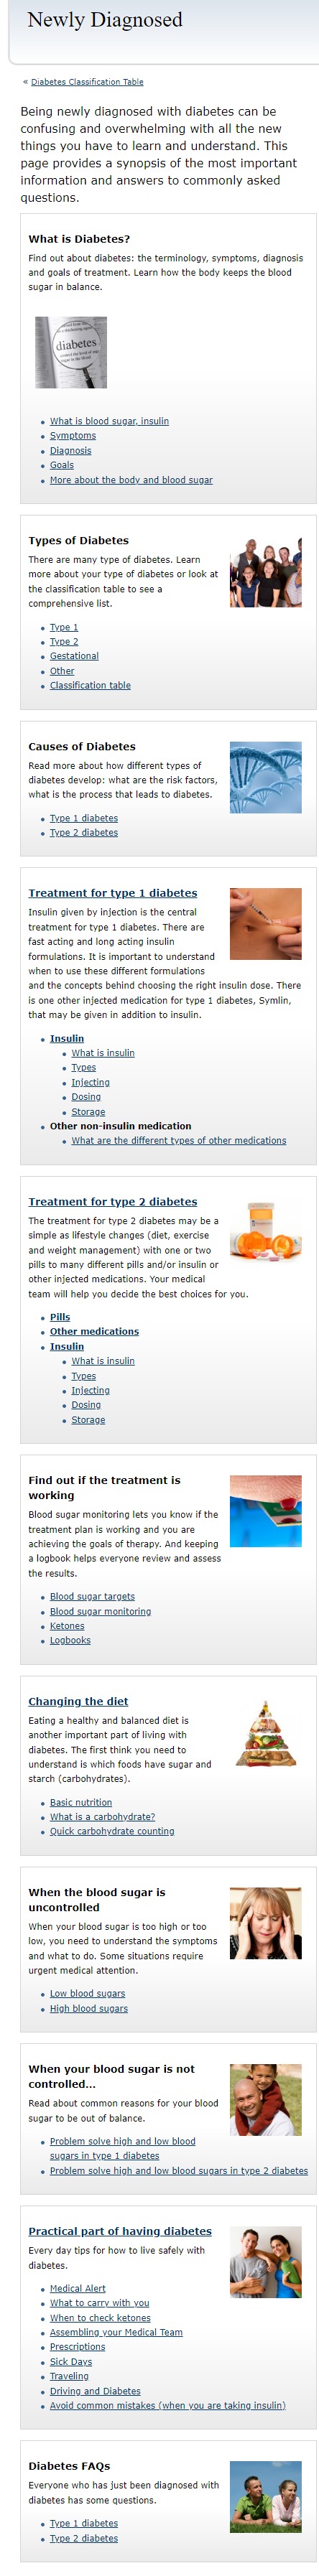 Newly Diagnosed
« Diabetes Classification Table
Being newly diagnosed with diabetes can be
confusing and overwhelming with all the new
things you have to learn and understand. This
page provides a synopsis of the most important
information and answers to commonly asked
questions.
What is Diabetes?
Find out about diabetes: the terminology, symptoms, diagnosis
and goals of treatment. Learn how the body keeps the blood
sugar in balance.
diabetes
• What is blood sugar, insulin
• Symptoms
• Diagnosis
• Goals
• More about the body and blood sugar
Types of Diabetes
There are many type of diabetes. Learn
more about your type of diabetes or look at
the classification table to see a
comprehensive list.
• Type 1
• Type 2
• Gestational
• Other
• Classification table
Causes of Diabetes
Read more about how different types of
diabetes develop: what are the risk factors,
what is the process that leads to diabetes.
• Type 1 diabetes
• Type 2 diabetes
Treatment for type 1 diabetes
Insulin given by injection is the central
treatment for type 1 diabetes. There are
fast acting and long acting insulin
formulations. It is important to understand
when to use these different formulations
and the concepts behind choosing the right insulin dose. There
is one other injected medication for type 1 diabetes, Symlin,
that may be given in addition to insulin.
• Insulin
• What is insulin
• Types
• Injecting
• Dosing
• Storage
• Other non-insulin medication
• What are the different types of other medications
Treatment for type 2 diabetes
The treatment for type 2 diabetes may be a
simple as lifestyle changes (diet, exercise
and weight management) with one or two
pills to many different pills and/or insulin or
other injected medications. Your medical
team will help you decide the best choices for you.
• Pills
• Other medications
• Insulin
• What is insulin
• Types
• Injecting
• Dosing
• Storage
Find out if the treatment is
working
Blood sugar monitoring lets you know if the
treatment plan is working and you are
achieving the goals of therapy. And keeping
a logbook helps everyone review and assess
the results.
• Blood sugar targets
• Blood sugar monitoring
• Ketones
• Logbooks
Changing the diet
Eating a healthy and balanced diet is
another important part of living with
diabetes. The first think you need to
understand is which foods have sugar and
starch (carbohydrates).
• Basic nutrition
• What is a carbohydrate?
• Quick carbohydrate counting
When the blood sugar is
uncontrolled
When your blood sugar is too high or too
low, you need to understand the symptoms
and what to do. Some situations require
urgent medical attention.
• Low blood sugars
• High blood sugars
When your blood sugar is not
controlled...
Read about common reasons for your blood
sugar to be out of balance.
• Problem solve high and low blood
sugars in type 1 diabetes
• Problem solve high and low blood sugars in type 2 diabetes
Practical part of having diabetes
Every day tips for how to live safely with
diabetes.
• Medical Alert
• What to carry with you
• When to check ketones
• Assembling your Medical Team
• Prescriptions
• Sick Days
• Traveling
• Driving and Diabetes
• Avoid common mistakes (when you are taking insulin)
Diabetes FAQs
Everyone who has just been diagnosed with
diabetes has some questions.
• Type 1 diabetes
• Type 2 diabetes